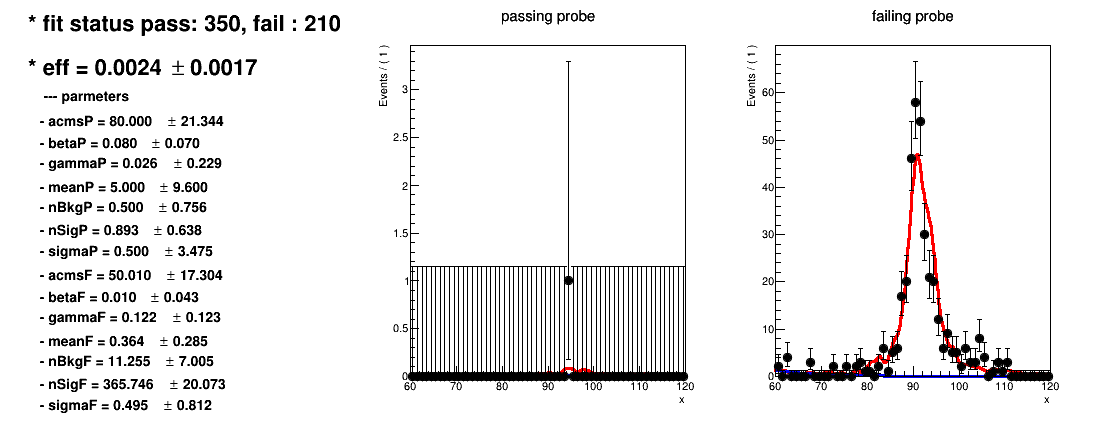 * fit status pass: 350, fail : 210
* eff = 0.0024 ± 0.0017
--- parmeters
- acmsP = 80.000 ± 21.344
- betaP = 0.080 ± 0.070
- gammaP = 0.026 ± 0.229
- meanP = 5.000 ± 9.600
- nBkgP = 0.500 ± 0.756
- nSigP = 0.893 ± 0.638
- sigmaP = 0.500 ± 3.475
- acmsF = 50.010 ± 17.304
- betaF = 0.010 ± 0.043
- gammaF = 0.122 ± 0.123
- meanF = 0.364 ± 0.285
- nBkgF = 11.255 ± 7.005
- nSigF = 365.746 ± 20.073
- sigmaF = 0.495 ± 0.812
passing probe
Events / ( 1 )
3
2.5
2
1.5
1
0.5
0
60 70 80 90 100 110 120
x
failing probe
Events / ( 1 )
60
50
40
30
20
10
0
60 70 80 90 100 110 120
x